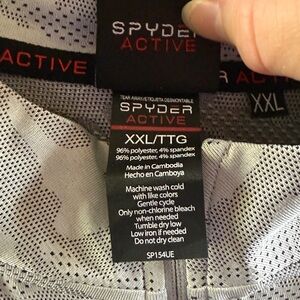 SPYDER
ACTIVE
ACTIVE
R ACTI
XXL
TEAR AWAY/ETIQUETA DESMONTABLE
SPYDER
ACTIVE
XXL/TTG
96% polyester, 4% spandex
96% polyester, 4% spandex
Made in Cambodia
Hecho en Camboya
Machine wash cold
with like colors
Gentle cycle
Only non-chlorine bleach
when needed
Tumble dry low
Low iron if needed
Do not dry clean
SP154UE